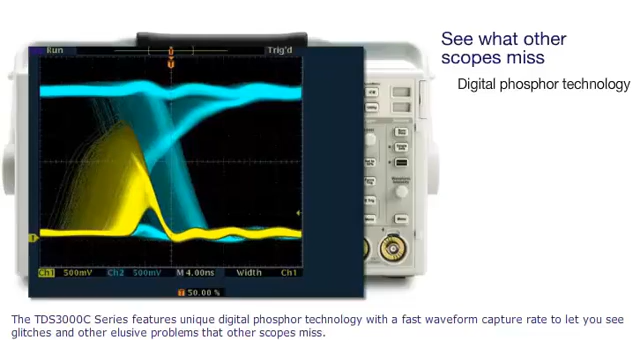 See what other
scopes miss
Digital phosphor technology
Run
Trig'd
Ch1 500mV Ch2 500mV M 4.00ns Width Ch1
50.00 %
The TDS3000C Series features unique digital phosphor technology with a fast waveform capture rate to let you see
glitches and other elusive problems that other scopes miss.